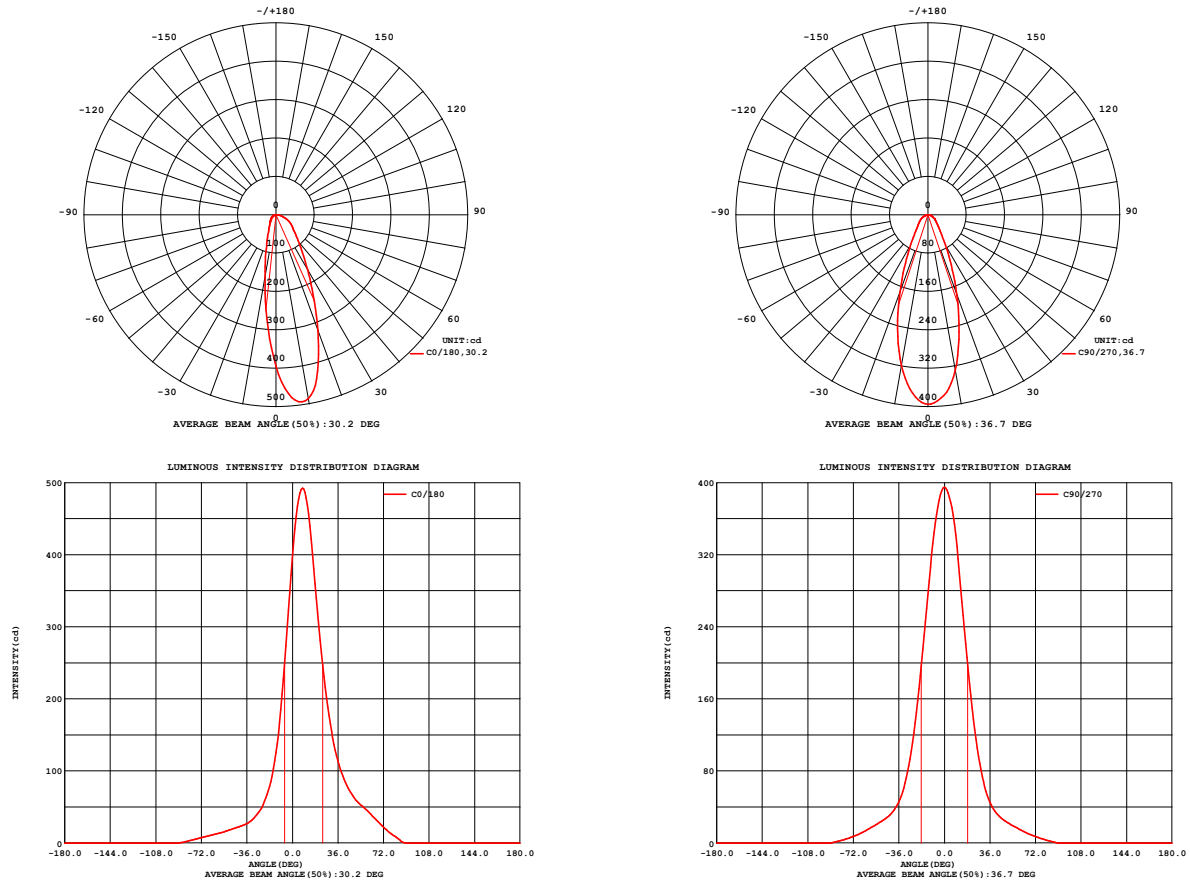 -/+180
-150
150
-120
120
-90
90
-60
60
-30
30
0
0
100
200
300
400
500
UNIT:cd
C0/180,30.2
AVERAGE BEAM ANGLE(50%):30.2 DEG
-/+180
-150
150
-120
120
-90
90
-60
60
-30
30
0
0
80
160
240
320
400
UNIT:cd
C90/270,36.7
AVERAGE BEAM ANGLE(50%):36.7 DEG
LUMINOUS INTENSITY DISTRIBUTION DIAGRAM
C0/180
INTENSITY(cd)
500
400
300
200
100
0
-180.0 -144.0 -108.0 -72.0 -36.0 0.0 36.0 72.0 108.0 144.0 180.0
ANGLE(DEG)
AVERAGE BEAM ANGLE(50%):30.2 DEG
LUMINOUS INTENSITY DISTRIBUTION DIAGRAM
C90/270
INTENSITY(cd)
400
320
240
160
80
0
-180.0 -144.0 -108.0 -72.0 -36.0 0.0 36.0 72.0 108.0 144.0 180.0
ANGLE(DEG)
AVERAGE BEAM ANGLE(50%):36.7 DEG